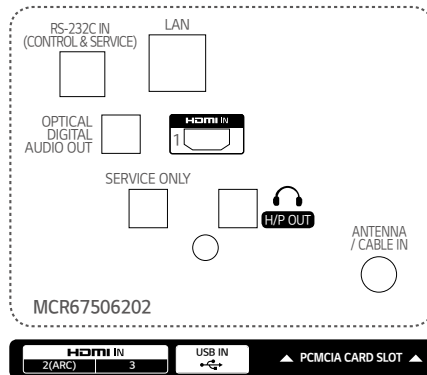 RS-232C IN
(CONTROL & SERVICE)
LAN
OPTICAL
DIGITAL
AUDIO OUT
HDMI IN
1
SERVICE ONLY
H/P OUT
ANTENNA
/ CABLE IN
MCR67506202
HDMI IN
2(ARC) 3
USB IN
PCMCIA CARD SLOT